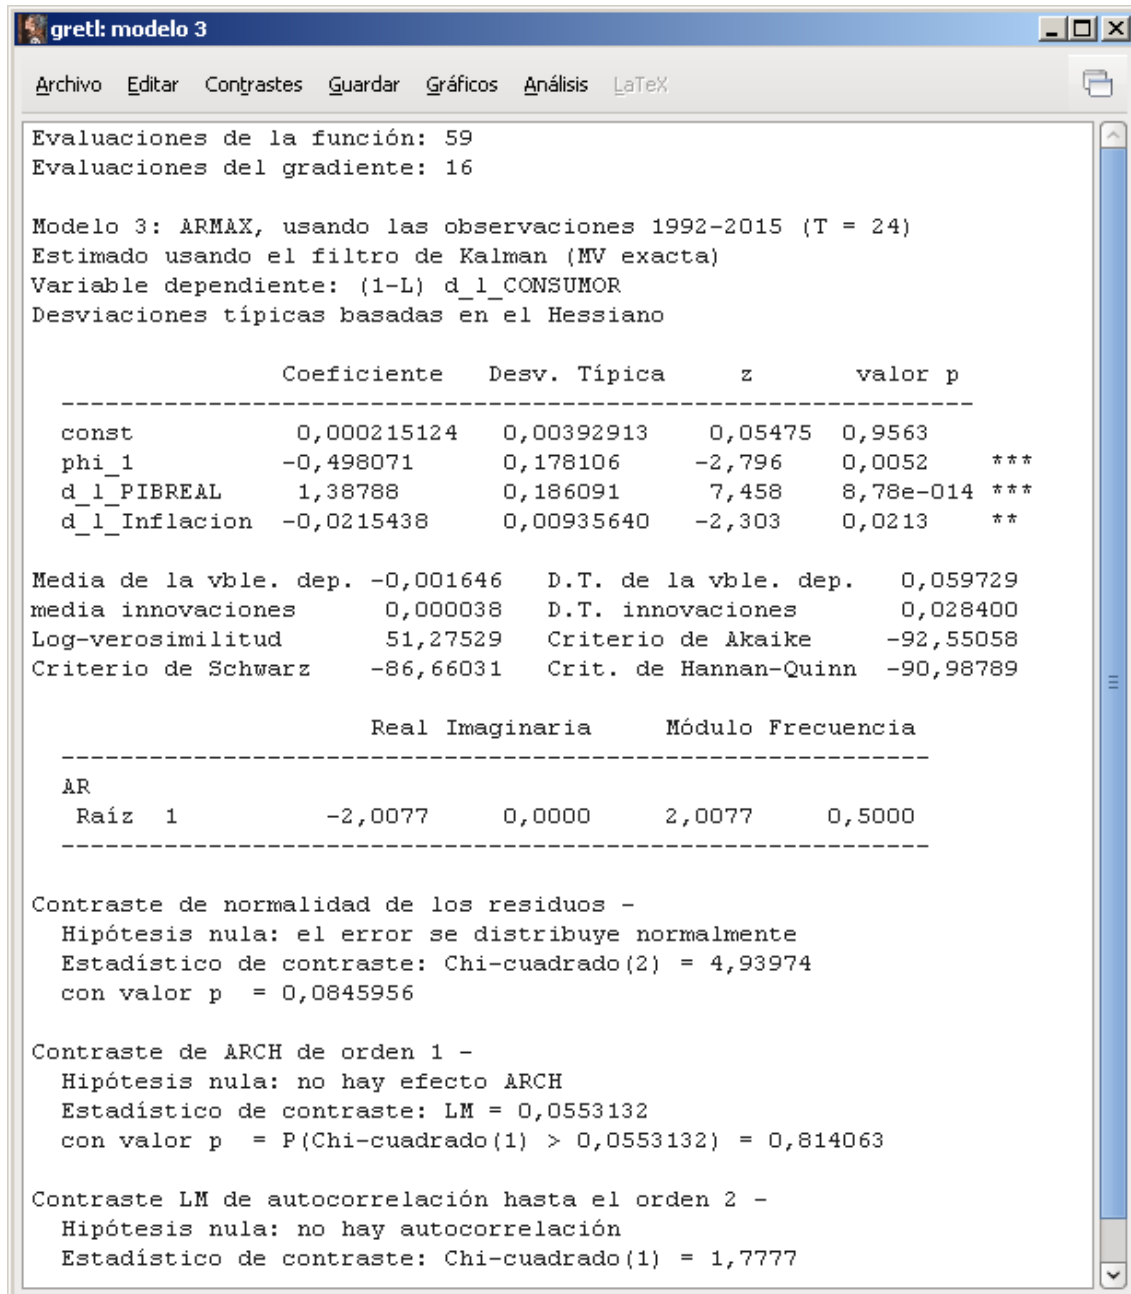 gretl: modelo 3
Archivo Editar Contrastes Guardar Gráficos Análisis LaTeX
Evaluaciones de la función: 59
Evaluaciones del gradiente: 16
Modelo 3: ARMAX, usando las observaciones 1992-2015 (T = 24)
Estimado usando el filtro de Kalman (MV exacta)
Variable dependiente: (1-L) d_l_CONSUMOR
Desviaciones típicas basadas en el Hessiano
Coeficiente Desv. Típica z valor p
---------------------------------------------------------------
const 0,000215124 0,00392913 0,05475 0,9563
phi_1 -0,498071 0,178106 -2,796 0,0052 ***
d_l_PIBREAL 1,38788 0,186091 7,458 8,78e-014 ***
d_l_Inflacion -0,0215438 0,00935640 -2,303 0,0213 **
Media de la vble. dep. -0,001646 D.T. de la vble. dep. 0,059729
media innovaciones 0,000038 D.T. innovaciones 0,028400
Log-verosimilitud 51,27529 Criterio de Akaike -92,55058
Criterio de Schwarz -86,66031 Crit. de Hannan-Quinn -90,98789
Real Imaginaria Módulo Frecuencia
------------------------------------------------------------
AR
Raíz 1 -2,0077 0,0000 2,0077 0,5000
------------------------------------------------------------
Contraste de normalidad de los residuos -
Hipótesis nula: el error se distribuye normalmente
Estadístico de contraste: Chi-cuadrado(2) = 4,93974
con valor p = 0,0845956
Contraste de ARCH de orden 1 -
Hipótesis nula: no hay efecto ARCH
Estadístico de contraste: LM = 0,0553132
con valor p = P(Chi-cuadrado(1) > 0,0553132) = 0,814063
Contraste LM de autocorrelación hasta el orden 2 -
Hipótesis nula: no hay autocorrelación
Estadístico de contraste: Chi-cuadrado(1) = 1,7777